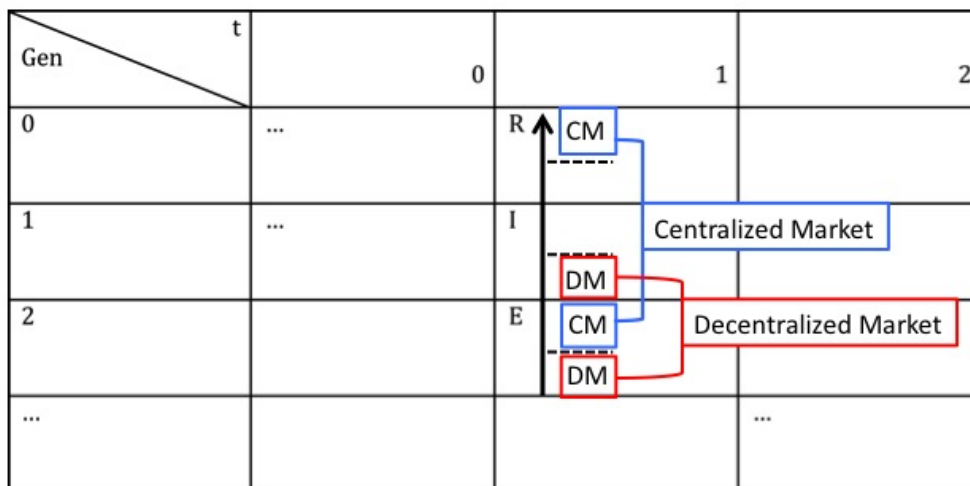 t
Gen
0
1
2
0
...
R
CM
1
...
I
Centralized Market
DM
2
E
CM
Decentralized Market
DM
...
...